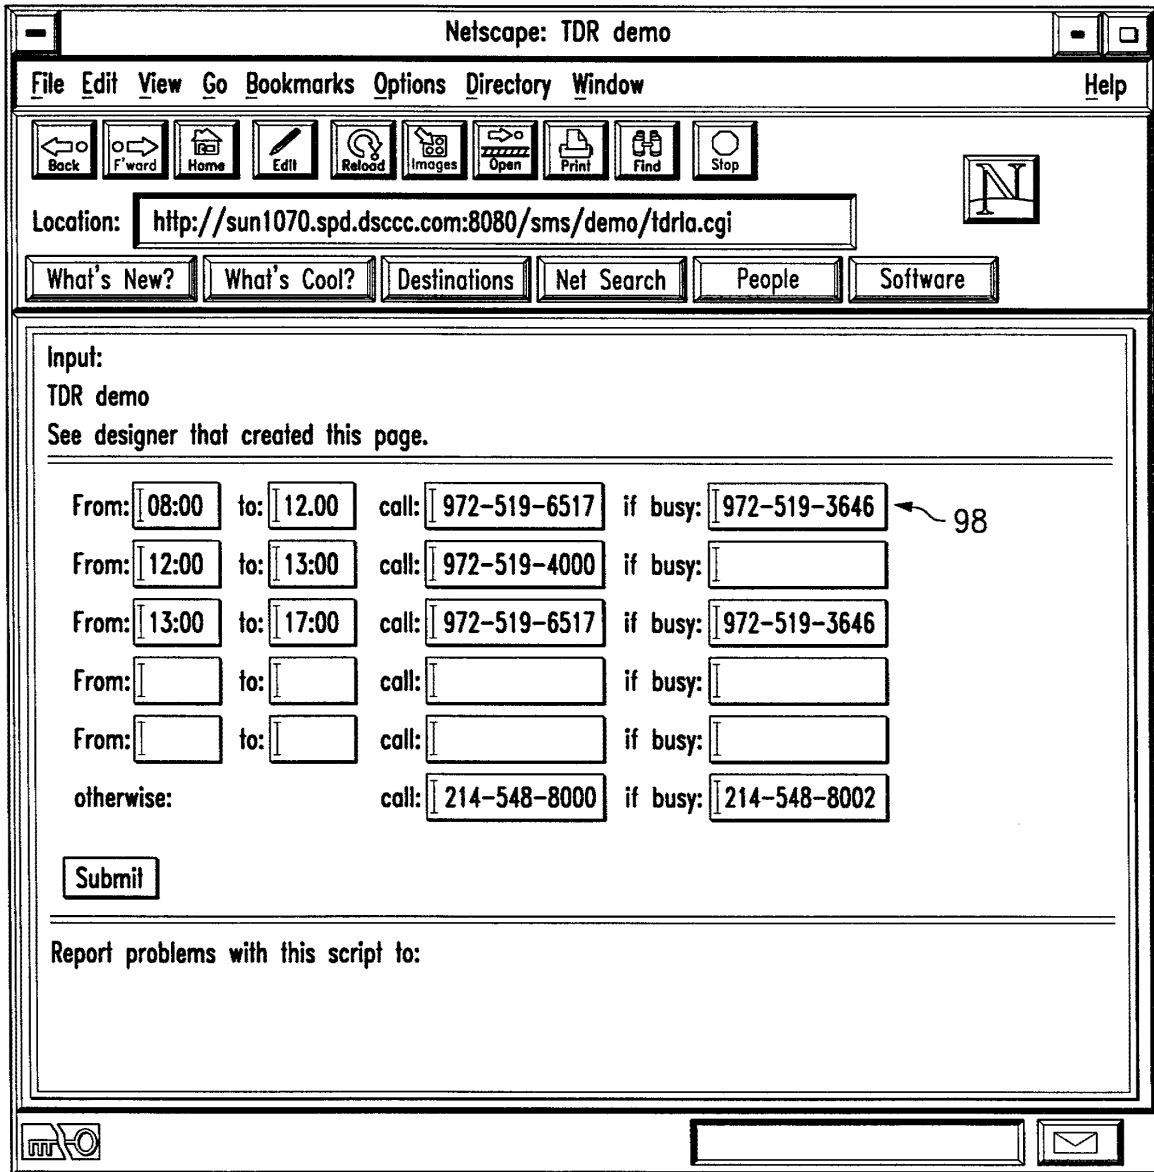 Netscape: TDR demo
File Edit View Go Bookmarks Options Directory Window Help
Back F'ward Home Edit Reload Images Open Print Find Stop
N
Location: http://sun1070.spd.dsccc.com:8080/sms/demo/tdrla.cgi
What's New? What's Cool? Destinations Net Search People Software
Input:
TDR demo
See designer that created this page.
From: 08:00 to: 12.00 call: 972-519-6517 if busy: 972-519-3646
98
From: 12:00 to: 13:00 call: 972-519-4000 if busy:
From: 13:00 to: 17:00 call: 972-519-6517 if busy: 972-519-3646
From: to: call: if busy:
From: to: call: if busy:
otherwise: call: 214-548-8000 if busy: 214-548-8002
Submit
Report problems with this script to: